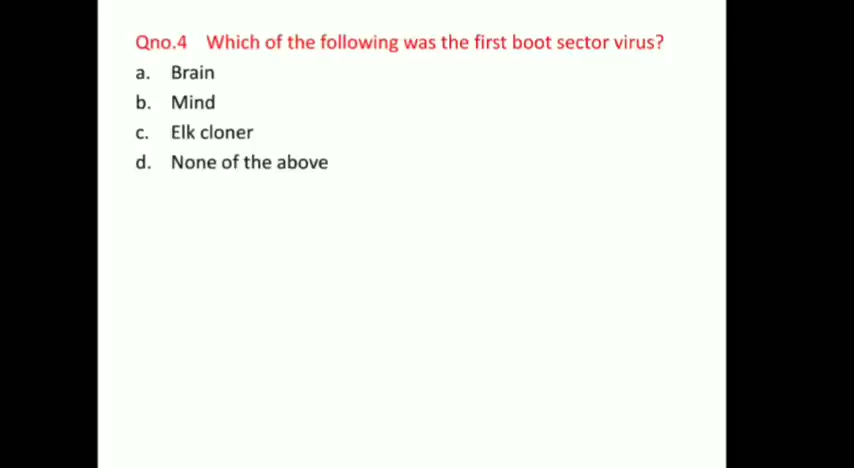 Qno.4 Which of the following was the first boot sector virus?
a. Brain
b. Mind
c. Elk cloner
d. None of the above